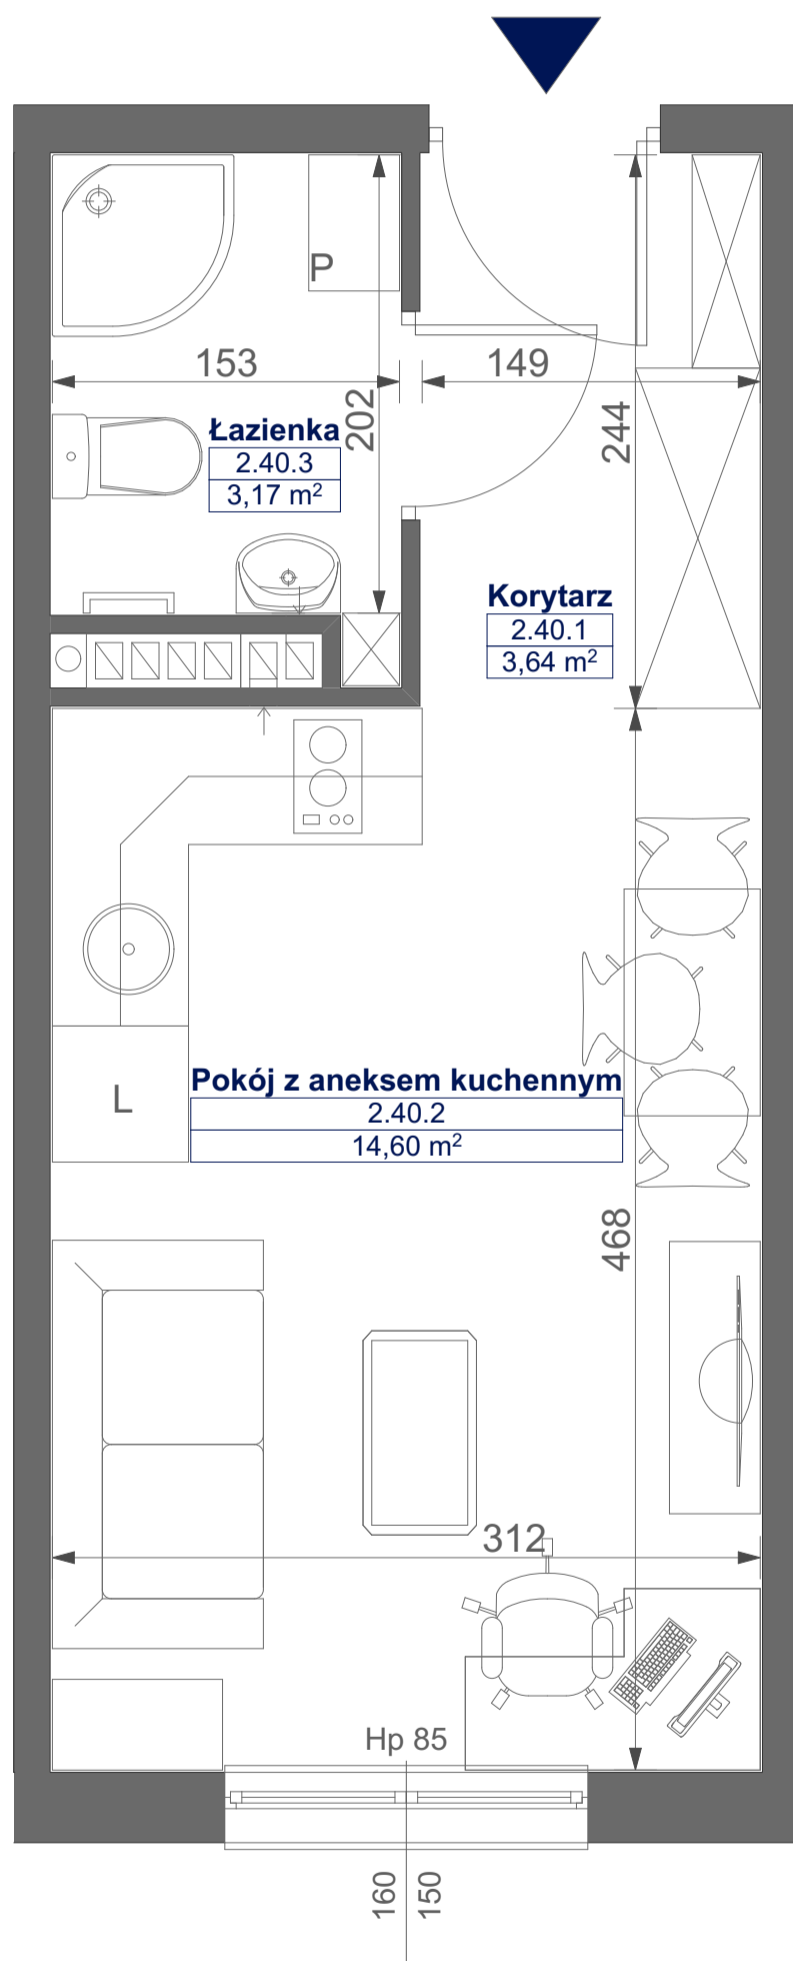 P
153
149
202
244
Łazienka
2.40.3
3,17 m²
Korytarz
2.40.1
3,64 m²
Pokój z aneksem kuchennym
2.40.2
14,60 m²
L
468
312
Hp 85
160
150